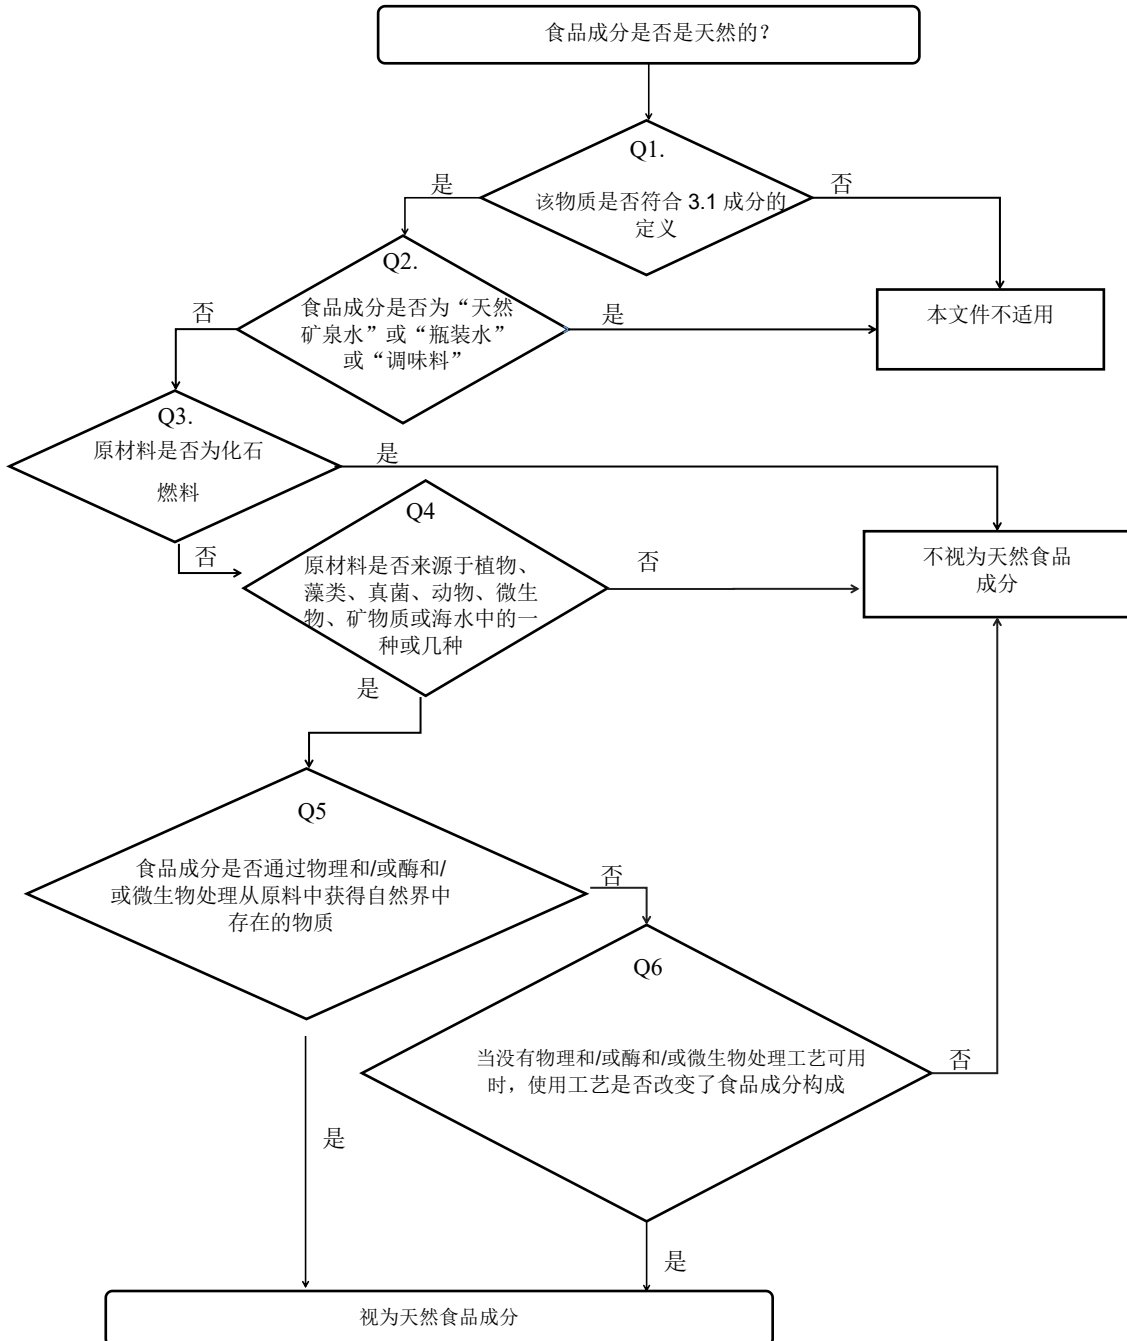 食品成分是否是天然的？
Q1.
是
否
该物质是否符合 3.1 成分的
定义
Q2.
食品成分是否为“天然
矿泉水”或“瓶装水”
或“调味料”
否
是
本文件不适用
Q3.
原材料是否为化石
燃料
是
否
Q4
原材料是否来源于植物、
藻类、真菌、动物、微生
物、矿物质或海水中的一
种或几种
否
不视为天然食品
成分
是
Q5
食品成分是否通过物理和/或酶和/
或微生物处理从原料中获得自然界中
存在的物质
否
Q6
当没有物理和/或酶和/或微生物处理工艺可用
时，使用工艺是否改变了食品成分构成
否
是
是
视为天然食品成分